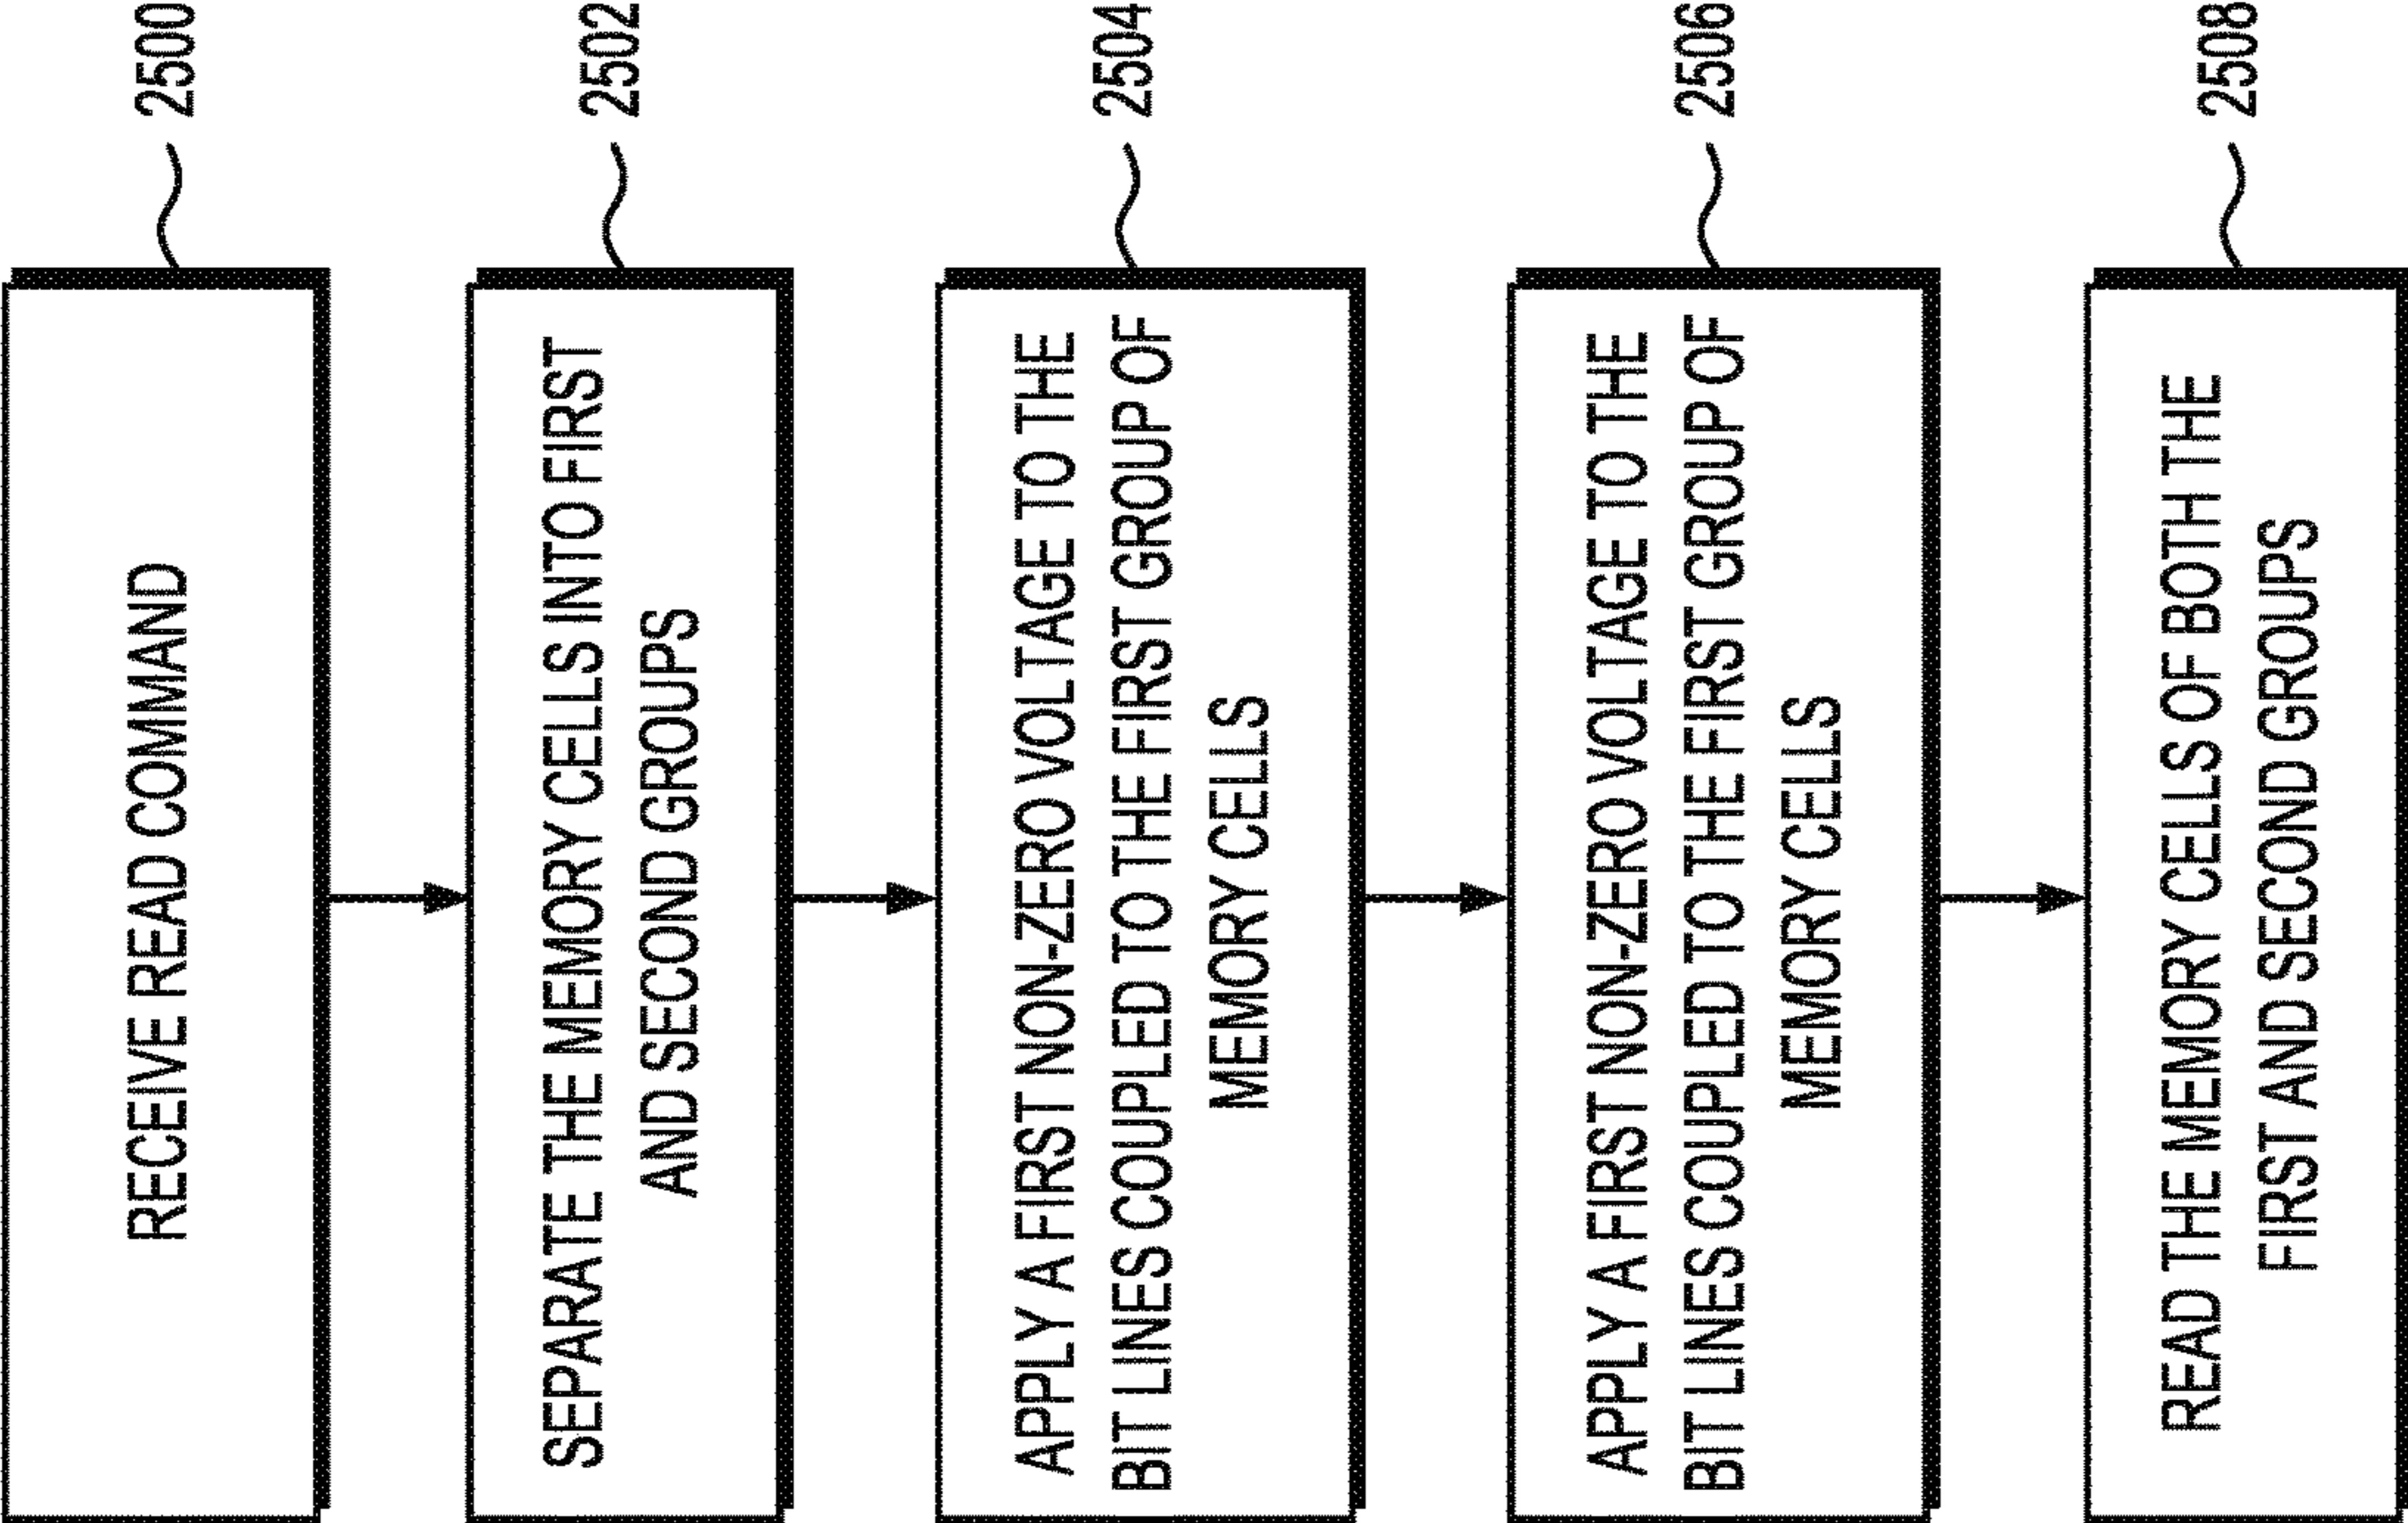 RECEIVE READ COMMAND
2500
SEPARATE THE MEMORY CELLS INTO FIRST
AND SECOND GROUPS
2502
APPLY A FIRST NON-ZERO VOLTAGE TO THE
BIT LINES COUPLED TO THE FIRST GROUP OF
MEMORY CELLS
2504
APPLY A FIRST NON-ZERO VOLTAGE TO THE
BIT LINES COUPLED TO THE FIRST GROUP OF
MEMORY CELLS
2506
READ THE MEMORY CELLS OF BOTH THE
FIRST AND SECOND GROUPS
2508